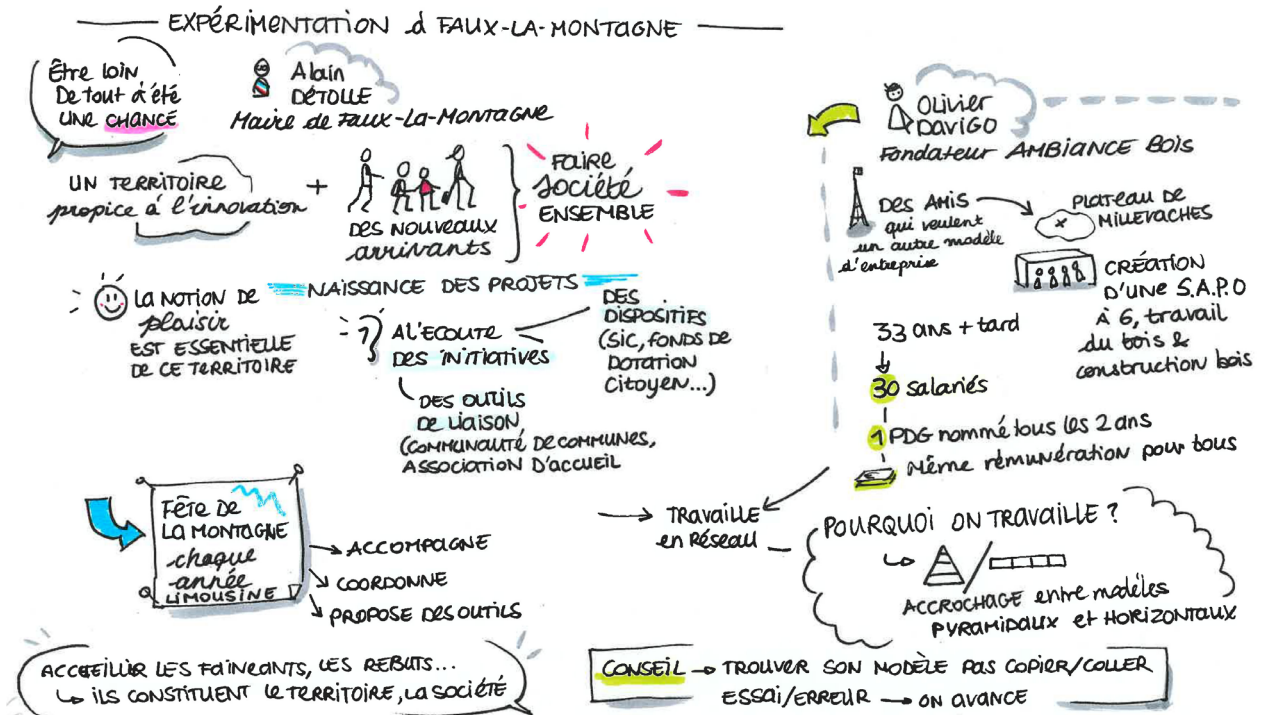 EXPÉRIMENTATION à FAUX-LA-MONTAGNE
Être loin
De tout a été
UNE CHANCE
Alain
DÉTOLLE
Maire de FAUX-LA-MONTAGNE
UN TERRITOIRE
propice à l'innovation
+
DES NOUVEAUX
arrivants
FAIRE
société
ENSEMBLE
LA NOTION DE
plaisir
EST ESSENTIELLE
DE CE TERRITOIRE
NAISSANCE DES PROJETS
A L'ECOUTE
DES INITIATIVES
DES
DISPOSITIFS
(SIC, FONDS DE
DOTATION
CITOYEN...)
DES OUTILS
DE LIAISON
(COMMUNAUTÉ DE COMMUNES,
ASSOCIATION D'ACCUEIL
FÊTE DE
LA MONTAGNE
chaque
année
LIMOUSINE
ACCOMPAGNE
COORDONNE
PROPOSE DES OUTILS
ACCUEILLIR LES FAINEANTS, LES REBUTS...
ILS CONSTITUENT LE TERRITOIRE, LA SOCIÉTÉ
OLIVIER
DAVIGO
Fondateur AMBIANCE BOIS
DES AMIS
qui veulent
un autre modèle
d'entreprise
PLATEAU DE
MILLEVACHES
CRÉATION
D'UNE S.A.P.O
À 6, travail
du bois &
construction bois
33 ans + tard
30 salariés
1 PDG nommé tous les 2 ans
Même rémunération pour tous
TRAVAILLE
en Réseau
POURQUOI ON TRAVAILLE ?
ACCROCHAGE entre modèles
PYRAMIDAUX et HORIZONTAUX
CONSEIL → TROUVER SON MODÈLE PAS COPIER/COLLER
ESSAI/ERREUR → ON AVANCE